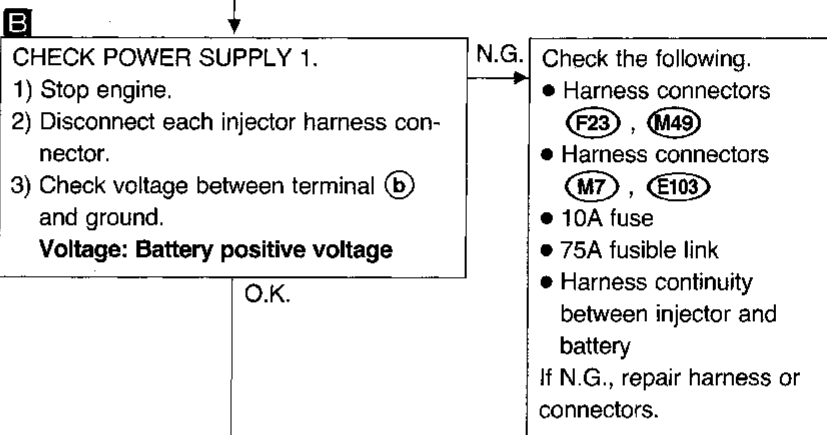 B
CHECK POWER SUPPLY 1.
1) Stop engine.
2) Disconnect each injector harness con-
nector.
3) Check voltage between terminal ⓑ
and ground.
Voltage: Battery positive voltage
N.G.
O.K.
Check the following.
● Harness connectors
F23 , M49
● Harness connectors
M7 , E103
● 10A fuse
● 75A fusible link
● Harness continuity
between injector and
battery
If N.G., repair harness or
connectors.